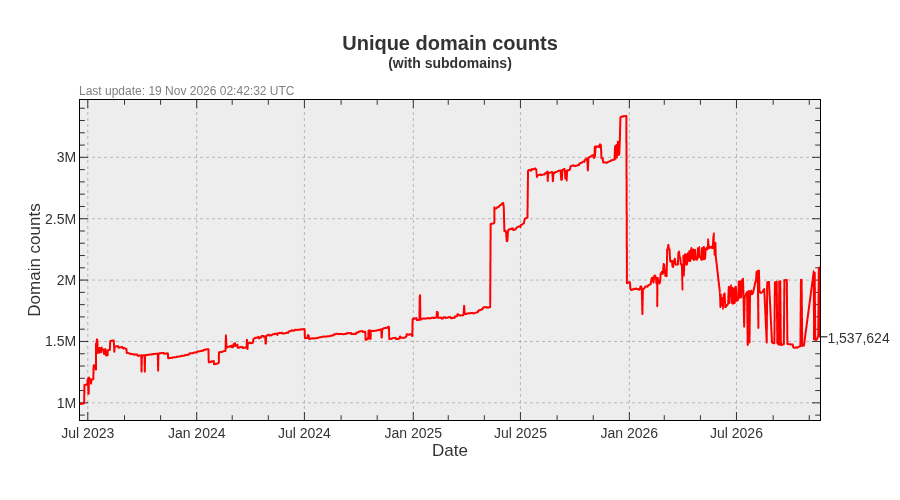 Unique domain counts
(with subdomains)
Last update: 19 Nov 2026 02:42:32 UTC
3M
2.5M
2M
1.5M
1M
Domain counts
1,537,624
Jul 2023 Jan 2024 Jul 2024 Jan 2025 Jul 2025 Jan 2026 Jul 2026
Date